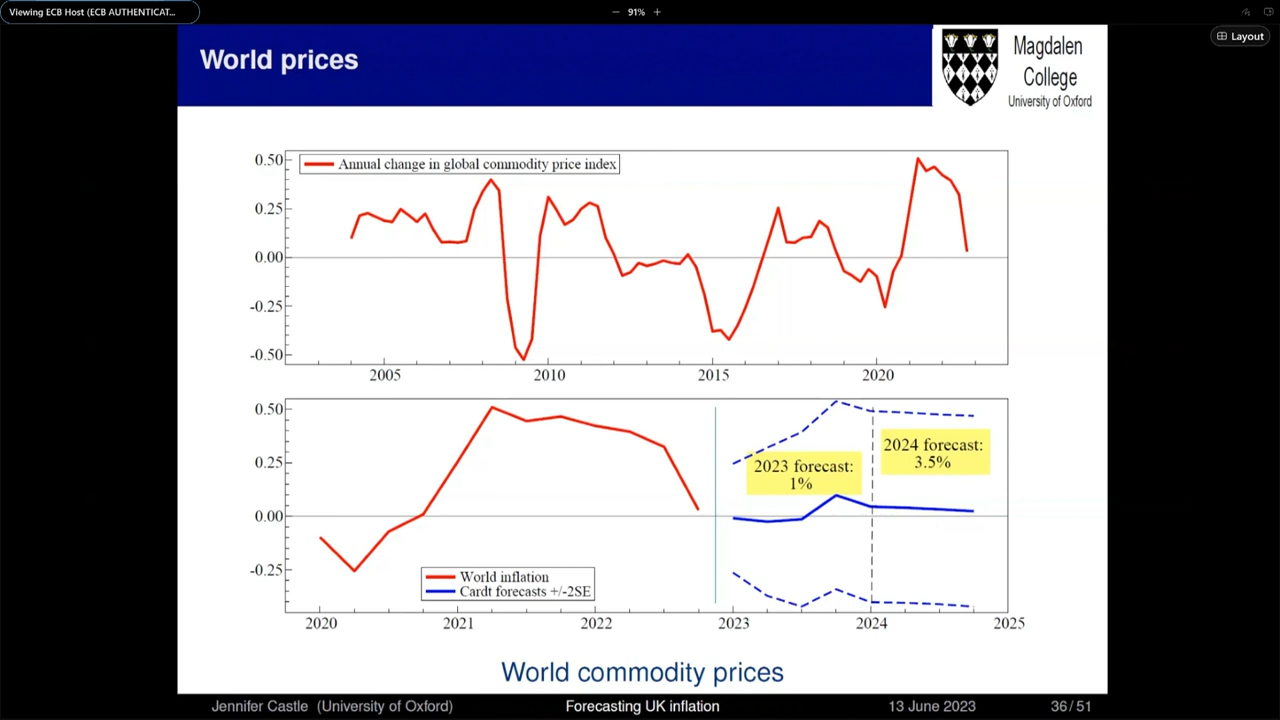 Viewing ECB Host (ECB AUTHENTICAT...
91%
Layout
World prices
Magdalen
College
University of Oxford
0.50
0.25
0.00
-0.25
-0.50
Annual change in global commodity price index
2005
2010
2015
2020
0.50
0.25
0.00
-0.25
2023 forecast:
1%
2024 forecast:
3.5%
World inflation
Cardt forecasts +/-2SE
2020
2021
2022
2023
2024
2025
World commodity prices
Jennifer Castle (University of Oxford)
Forecasting UK inflation
13 June 2023
36 / 51